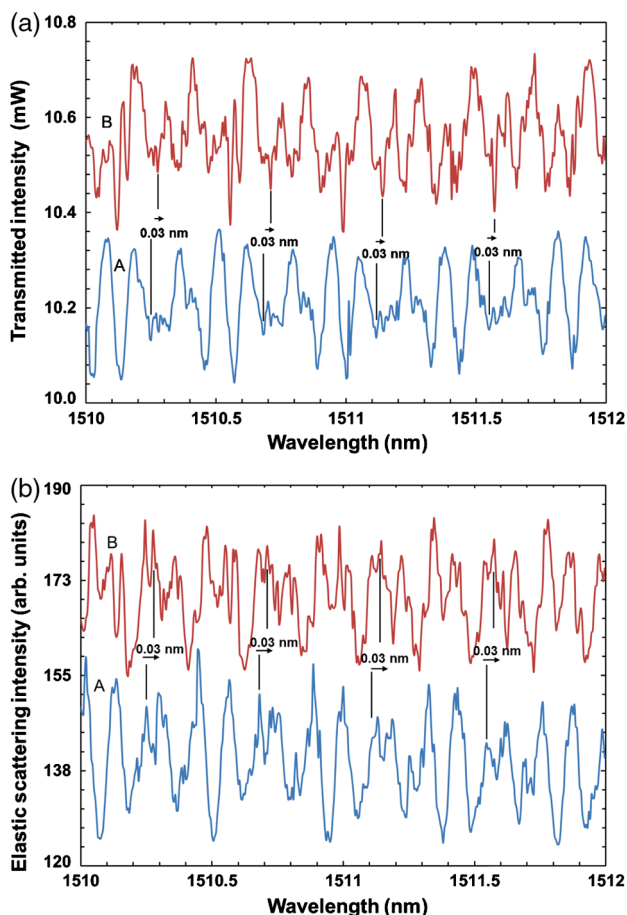 (a)
10.8
10.6
10.4
10.2
10.0
Transmitted intensity (mW)
B
0.03 nm
0.03 nm
0.03 nm
0.03 nm
A
1510
1510.5
1511
1511.5
1512
Wavelength (nm)
(b)
190
173
155
138
120
Elastic scattering intensity (arb. units)
B
0.03 nm
0.03 nm
0.03 nm
0.03 nm
A
1510
1510.5
1511
1511.5
1512
Wavelength (nm)